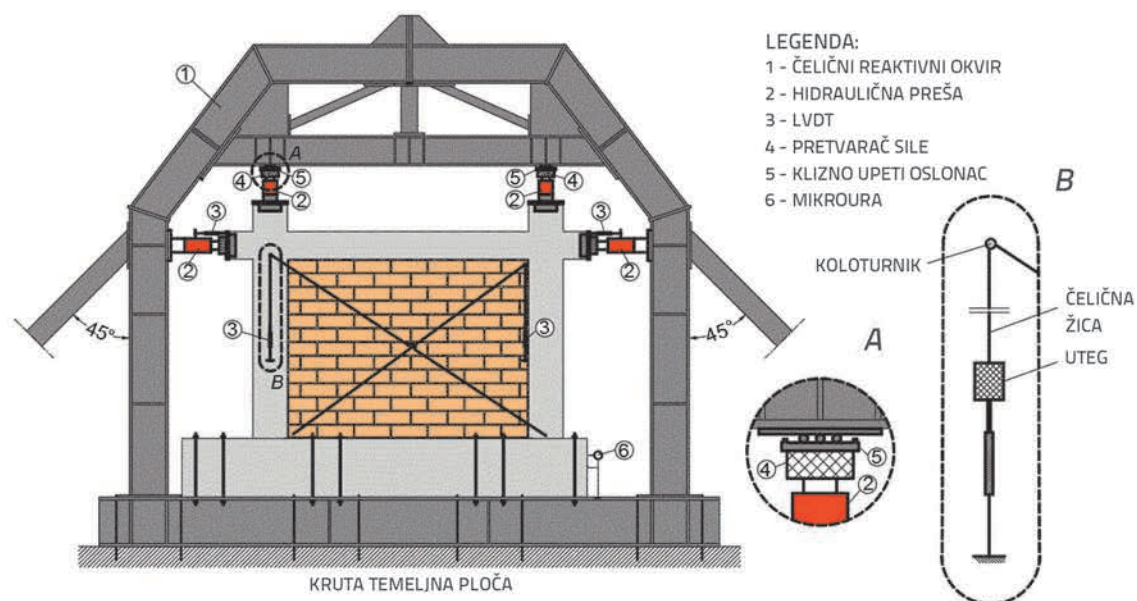 LEGENDA:
1 - ČELIČNI REAKTIVNI OKVIR
2 - HIDRAULIČNA PREŠA
3 - LVDT
4 - PRETVARAČ SILE
5 - KLIZNO UPETI OSLONAC
6 - MIKROURA
1
A
4
5
2
5
4
2
3
2
3
2
45°
3
B
3
45°
6
KRUTA TEMELJNA PLOČA
A
4
5
2
B
KOLOTURNIK
ČELIČNA
ŽICA
UTEG